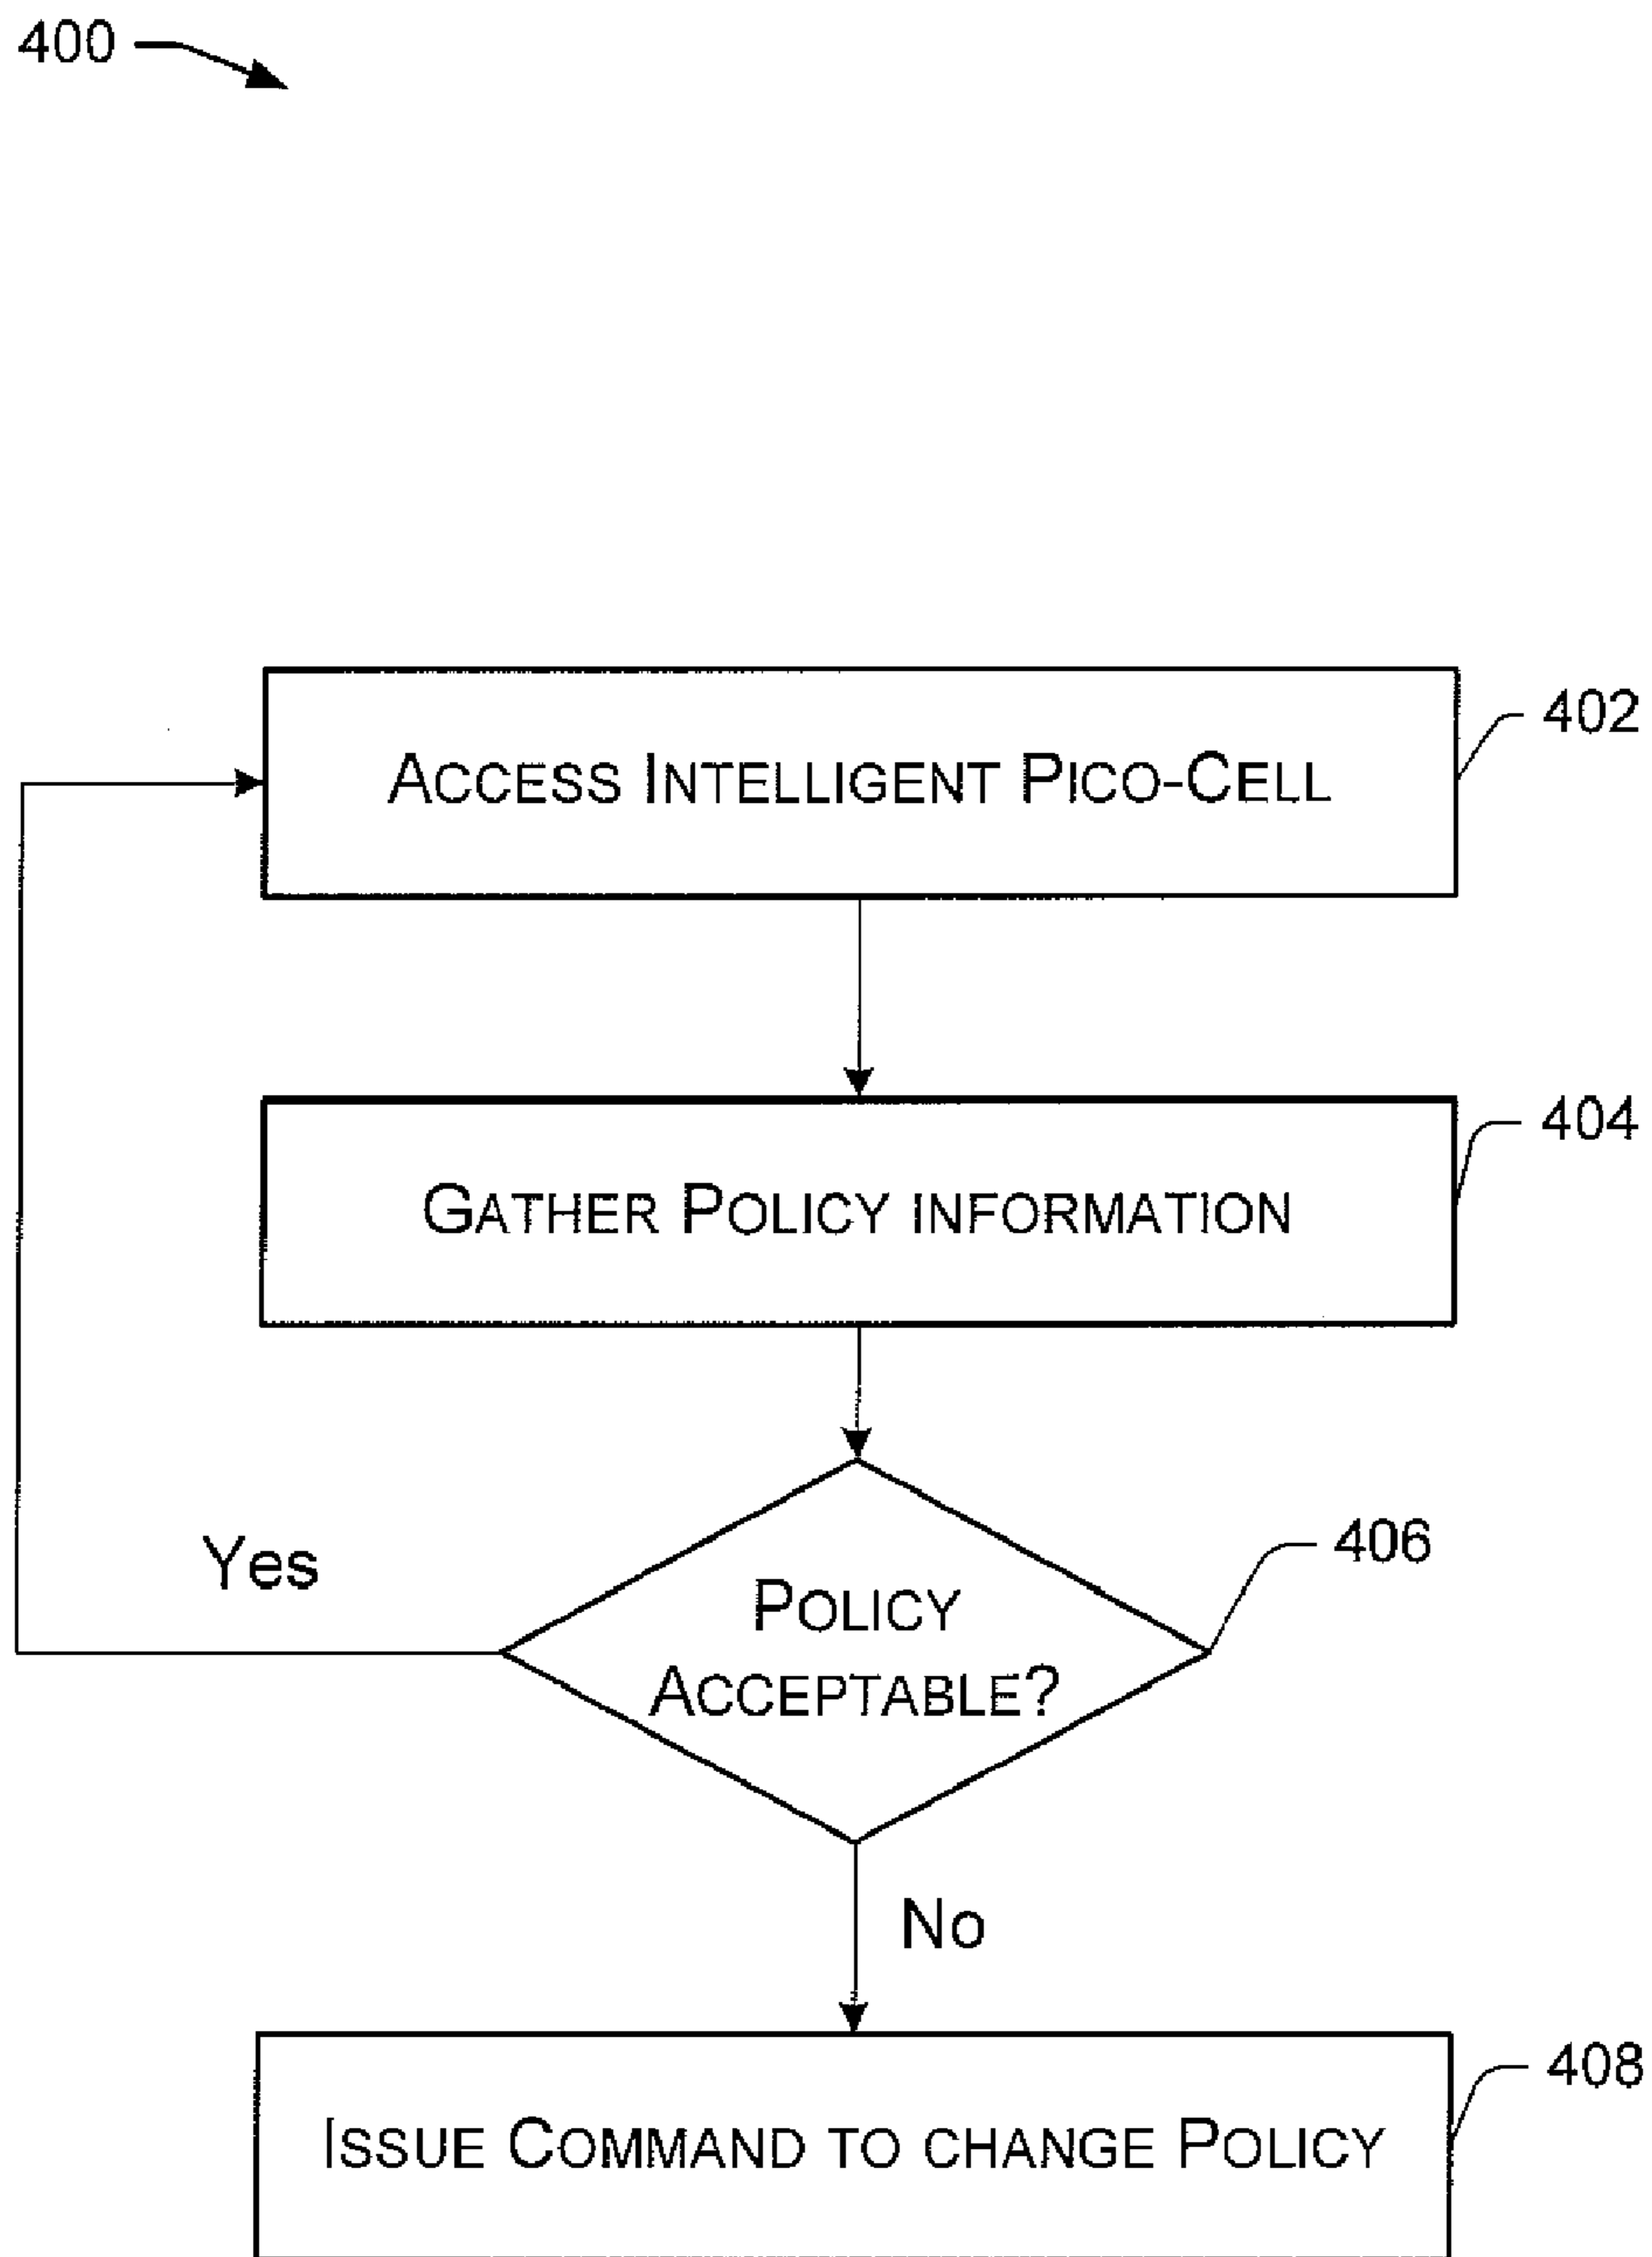 400
ACCESS INTELLIGENT PICO-CELL
402
GATHER POLICY INFORMATION
404
Yes
406
POLICY
ACCEPTABLE?
No
ISSUE COMMAND TO CHANGE POLICY
408